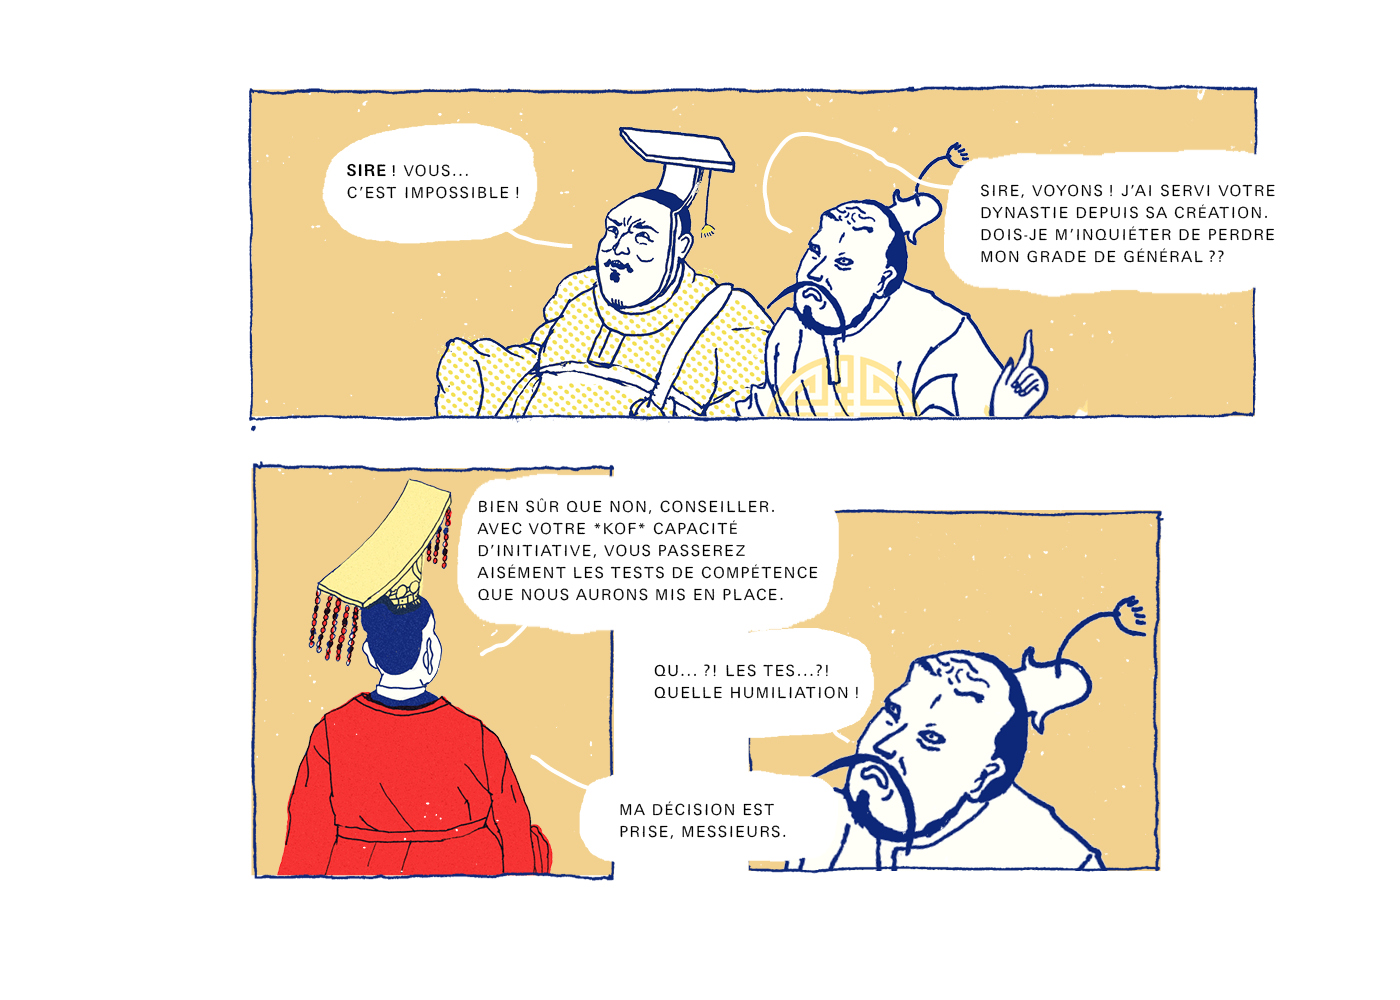 SIRE ! VOUS...
C'EST IMPOSSIBLE !
SIRE, VOYONS ! J'AI SERVI VOTRE
DYNASTIE DEPUIS SA CRÉATION.
DOIS-JE M'INQUIÉTER DE PERDRE
MON GRADE DE GÉNÉRAL ??
BIEN SÛR QUE NON, CONSEILLER.
AVEC VOTRE *KOF* CAPACITÉ
D'INITIATIVE, VOUS PASSEREZ
AISÉMENT LES TESTS DE COMPÉTENCE
QUE NOUS AURONS MIS EN PLACE.
QU... ?! LES TES...?!
QUELLE HUMILIATION !
MA DÉCISION EST
PRISE, MESSIEURS.